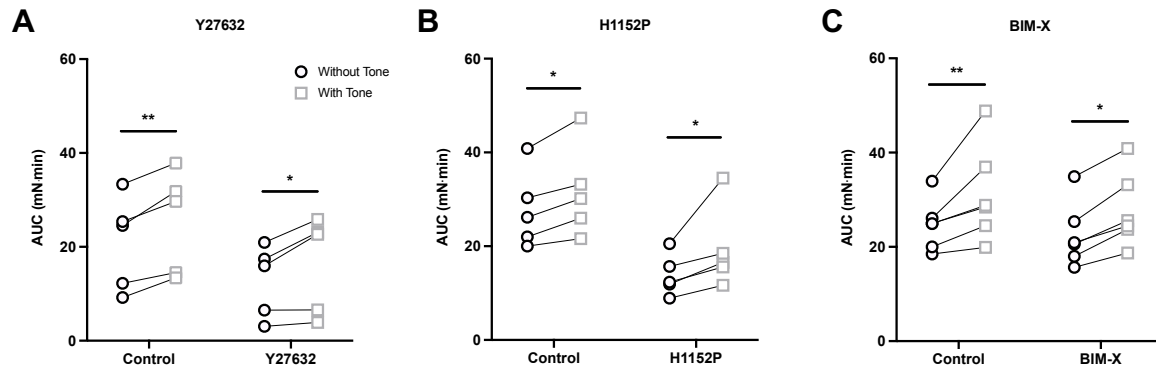 A
Y27632
AUC (mN·min)
60
40
20
0
Without Tone
With Tone
**
*
Control
Y27632
B
H1152P
AUC (mN·min)
60
40
20
0
*
*
Control
H1152P
C
BIM-X
AUC (mN·min)
60
40
20
0
**
*
Control
BIM-X